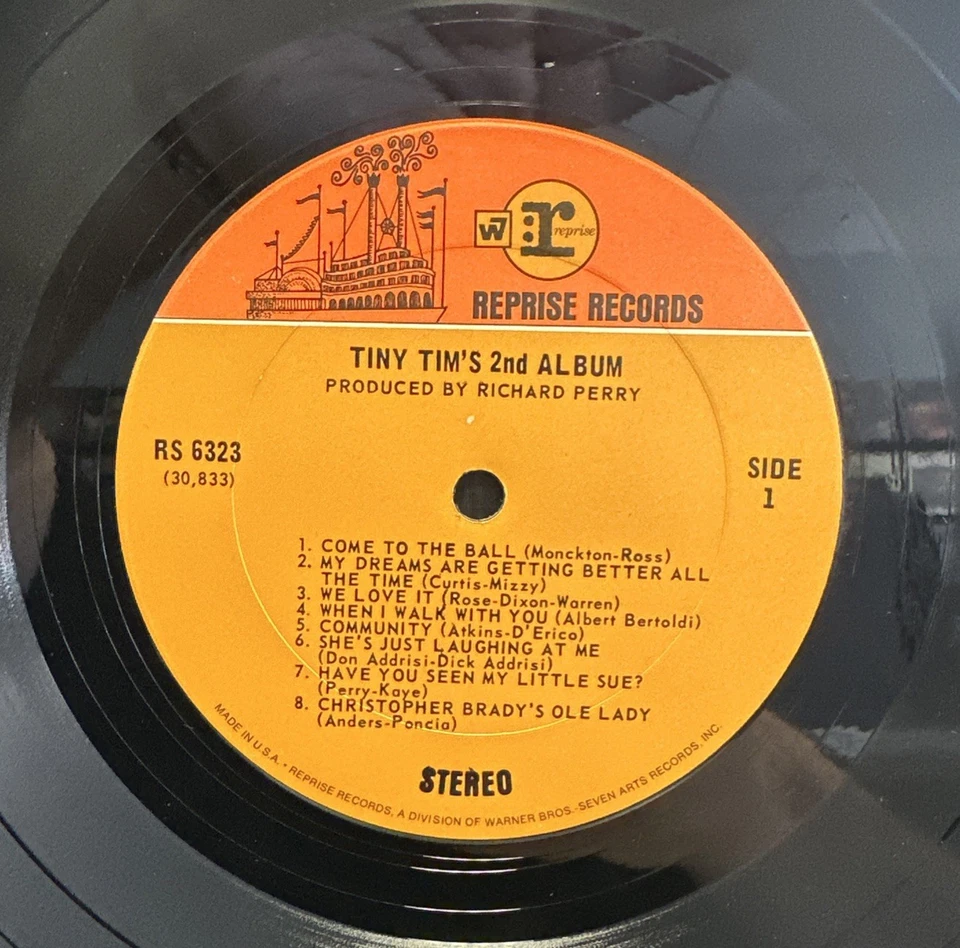 W7
r:
reprise
REPRISE RECORDS
TINY TIM'S 2nd ALBUM
PRODUCED BY RICHARD PERRY
RS 6323
(30,833)
SIDE
1
1. COME TO THE BALL (Monckton-Ross)
2. MY DREAMS ARE GETTING BETTER ALL
THE TIME (Curtis-Mizzy)
3. WE LOVE IT (Rose-Dixon-Warren)
4. WHEN I WALK WITH YOU (Albert Bertoldi)
5. COMMUNITY (Atkins-D'Erico)
6. SHE'S JUST LAUGHING AT ME
(Don Addrisi-Dick Addrisi)
7. HAVE YOU SEEN MY LITTLE SUE?
(Perry-Kaye)
8. CHRISTOPHER BRADY'S OLE LADY
(Anders-Poncia)
STEREO
MADE IN U.S.A. • REPRISE RECORDS, A DIVISION OF WARNER BROS.-SEVEN ARTS RECORDS, INC.